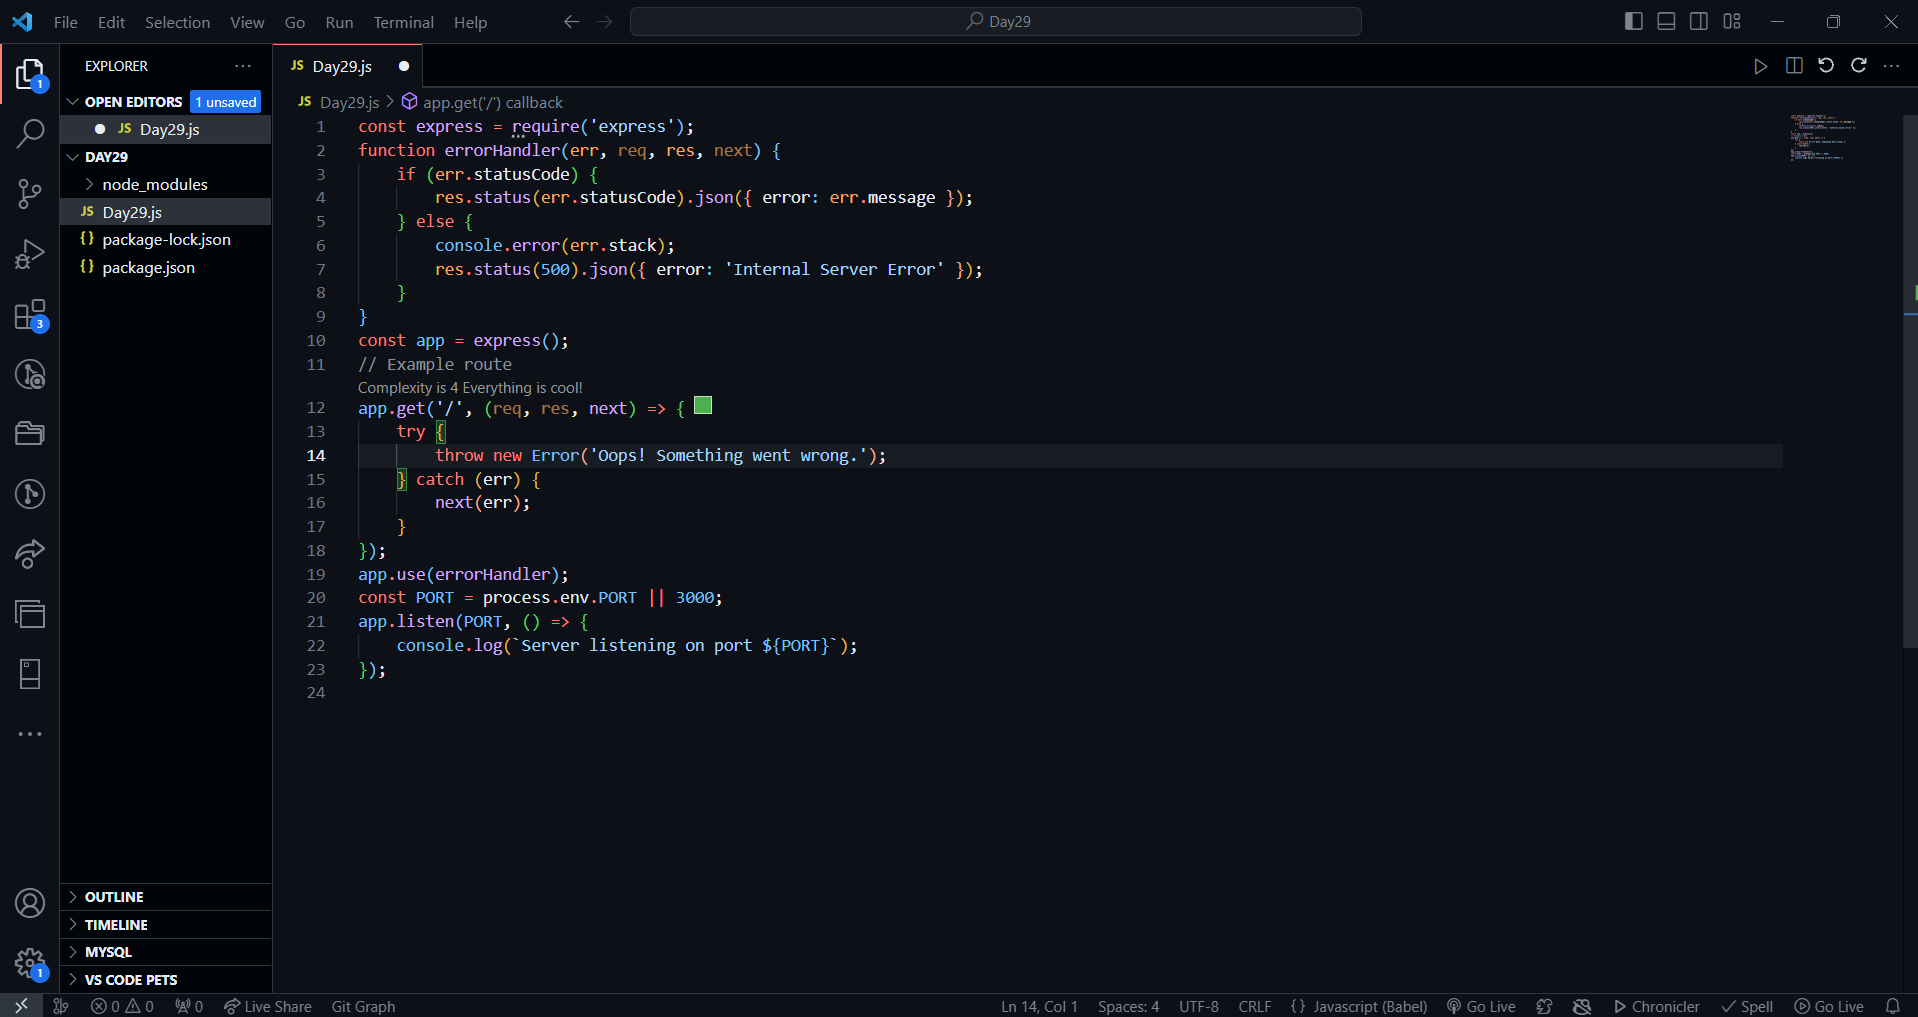 File Edit Selection View Go Run Terminal Help
Day29
EXPLORER
OPEN EDITORS 1 unsaved
JS Day29.js
DAY29
node_modules
JS Day29.js
{} package-lock.json
{} package.json
OUTLINE
TIMELINE
MYSQL
VS CODE PETS
1
3
1
JS Day29.js
JS Day29.js > app.get('/') callback
1 const express = require('express');
2 function errorHandler(err, req, res, next) {
3 if (err.statusCode) {
4 res.status(err.statusCode).json({ error: err.message });
5 } else {
6 console.error(err.stack);
7 res.status(500).json({ error: 'Internal Server Error' });
8 }
9 }
10 const app = express();
11 // Example route
Complexity is 4 Everything is cool!
12 app.get('/', (req, res, next) => {
13 try {
14 throw new Error('Oops! Something went wrong.');
15 } catch (err) {
16 next(err);
17 }
18 });
19 app.use(errorHandler);
20 const PORT = process.env.PORT || 3000;
21 app.listen(PORT, () => {
22 console.log(`Server listening on port ${PORT}`);
23 });
24
0 0 0 Live Share Git Graph Ln 14, Col 1 Spaces: 4 UTF-8 CRLF {} Javascript (Babel) Go Live Chronicler Spell Go Live